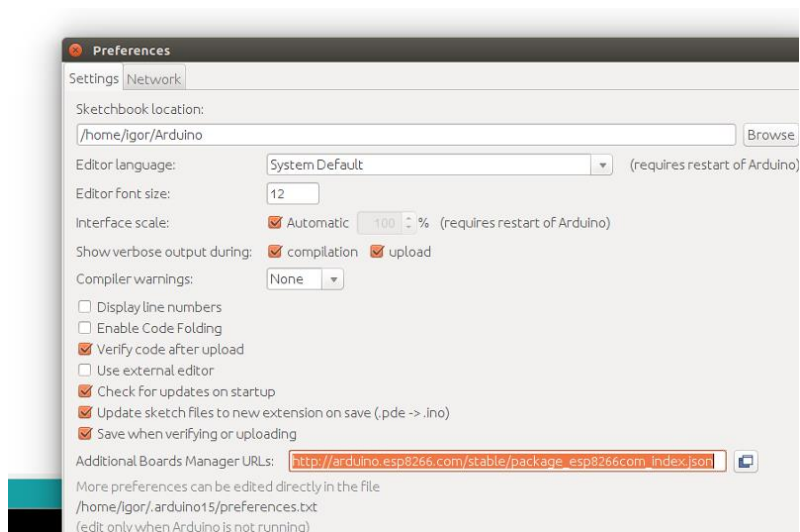 Preferences
Settings Network
Sketchbook location:
/home/igor/Arduino Browse
Editor language: System Default (requires restart of Arduino)
Editor font size: 12
Interface scale: Automatic 100 % (requires restart of Arduino)
Show verbose output during: compilation upload
Compiler warnings: None
Display line numbers
Enable Code Folding
Verify code after upload
Use external editor
Check for updates on startup
Update sketch files to new extension on save (.pde -> .ino)
Save when verifying or uploading
Additional Boards Manager URLs: http://arduino.esp8266.com/stable/package_esp8266com_index.json
More preferences can be edited directly in the file
/home/igor/.arduino15/preferences.txt
(edit only when Arduino is not running)